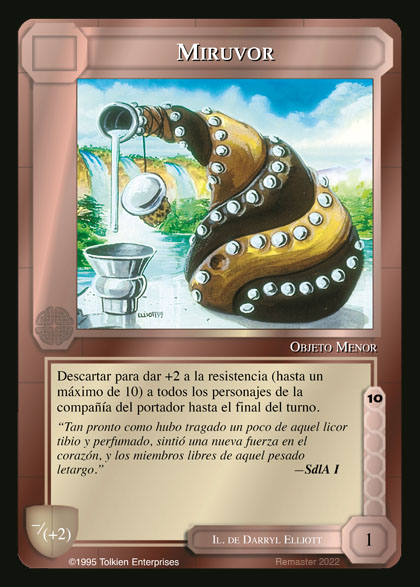 Miruvor
ELLIOTT
Objeto Menor
Descartar para dar +2 a la resistencia (hasta un
máximo de 10) a todos los personajes de la
compañía del portador hasta el final del turno.
“Tan pronto como hubo tragado un poco de aquel licor
tibio y perfumado, sintió una nueva fuerza en el
corazón, y los miembros libres de aquel pesado
letargo.” —SdlA I
10
–/(+2)
Il. de Darryl Elliott
1
©1995 Tolkien Enterprises
Remaster 2022